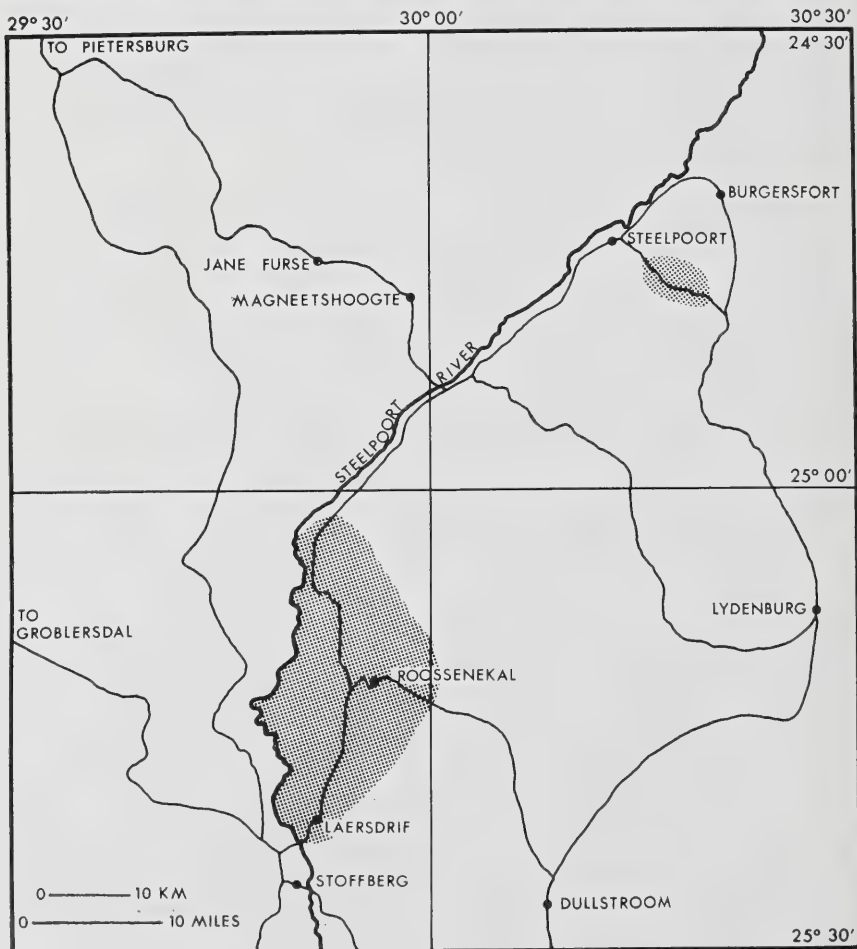 29° 30′
30° 00′
30° 30′
24° 30′
TO PIETERSBURG
BURGERSFORT
STEELPOORT
JANE FURSE
MAGNEETSHOOGTE
STEELPOORT RIVER
25° 00′
TO
GROBLERSDAL
LYDENBURG
ROOSSENEKAL
LAERSDRIF
STOFFBERG
0 10 KM
0 10 MILES
DULLSTROOM
25° 30′